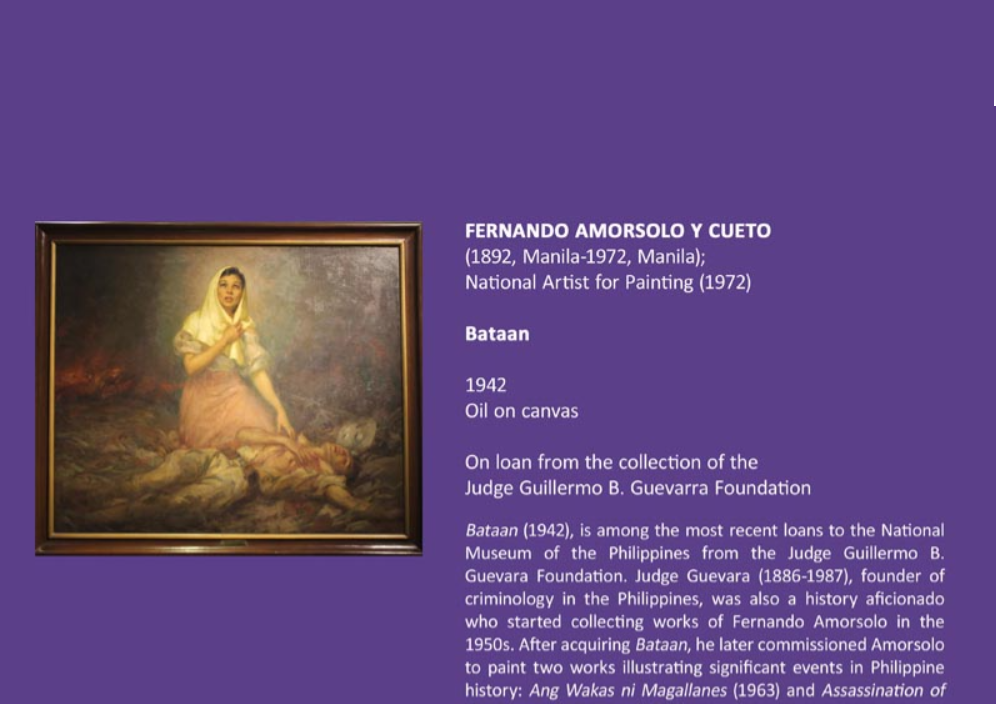 FERNANDO AMORSOLO Y CUETO
(1892, Manila-1972, Manila);
National Artist for Painting (1972)
Bataan
1942
Oil on canvas
On loan from the collection of the
Judge Guillermo B. Guevarra Foundation
Bataan (1942), is among the most recent loans to the National
Museum of the Philippines from the Judge Guillermo B.
Guevara Foundation. Judge Guevara (1886-1987), founder of
criminology in the Philippines, was also a history aficionado
who started collecting works of Fernando Amorsolo in the
1950s. After acquiring Bataan, he later commissioned Amorsolo
to paint two works illustrating significant events in Philippine
history: Ang Wakas ni Magallanes (1963) and Assassination of